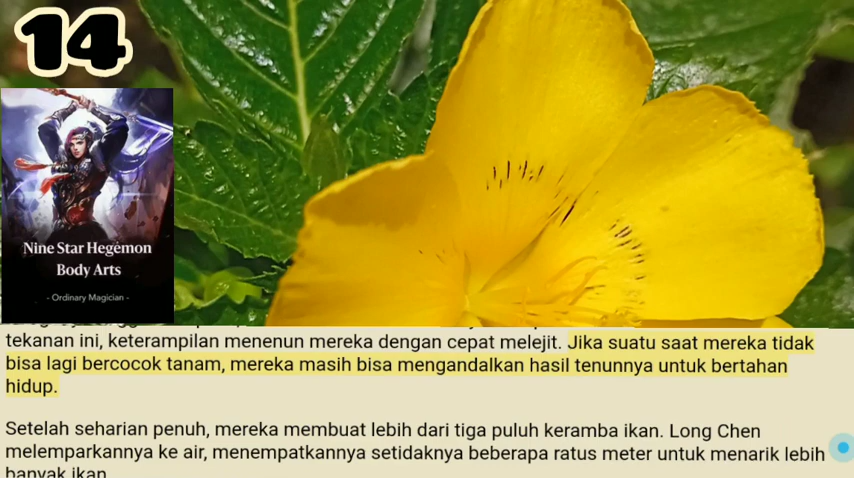 14
Nine Star Hegemon
Body Arts
- Ordinary Magician -
tekanan ini, keterampilan menenun mereka dengan cepat melejit. Jika suatu saat mereka tidak
bisa lagi bercocok tanam, mereka masih bisa mengandalkan hasil tenunnya untuk bertahan
hidup.
Setelah seharian penuh, mereka membuat lebih dari tiga puluh keramba ikan. Long Chen
melemparkannya ke air, menempatkannya setidaknya beberapa ratus meter untuk menarik lebih
banyak ikan.